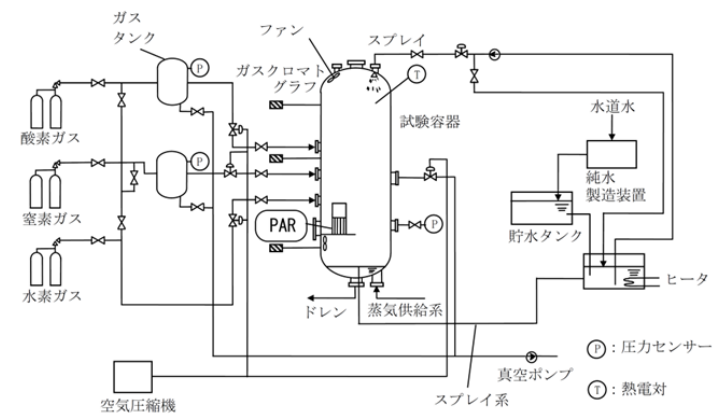 ガス
タンク
P
ファン
スプレイ
ガスクロマト
グラフ
T
酸素ガス
試験容器
水道水
P
純水
製造装置
窒素ガス
PAR
P
貯水タンク
水素ガス
ヒータ
ドレン
蒸気供給系
P：圧力センサー
真空ポンプ
空気圧縮機
スプレイ系
T：熱電対